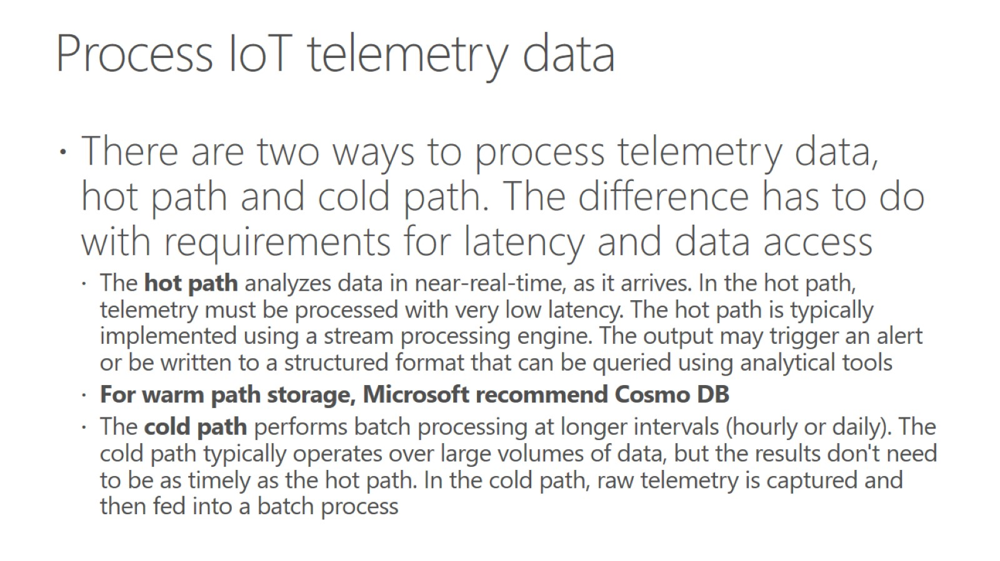 Process IoT telemetry data
· There are two ways to process telemetry data,
hot path and cold path. The difference has to do
with requirements for latency and data access
· The hot path analyzes data in near-real-time, as it arrives. In the hot path,
telemetry must be processed with very low latency. The hot path is typically
implemented using a stream processing engine. The output may trigger an alert
or be written to a structured format that can be queried using analytical tools
· For warm path storage, Microsoft recommend Cosmo DB
· The cold path performs batch processing at longer intervals (hourly or daily). The
cold path typically operates over large volumes of data, but the results don't need
to be as timely as the hot path. In the cold path, raw telemetry is captured and
then fed into a batch process